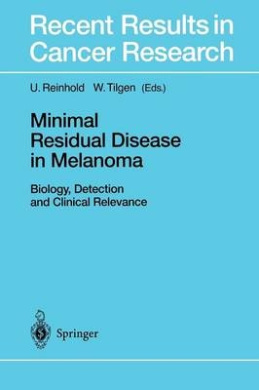 Recent Results in
Cancer Research
U. Reinhold W. Tilgen (Eds.)
Minimal
Residual Disease
in Melanoma
Biology, Detection
and Clinical Relevance
Springer